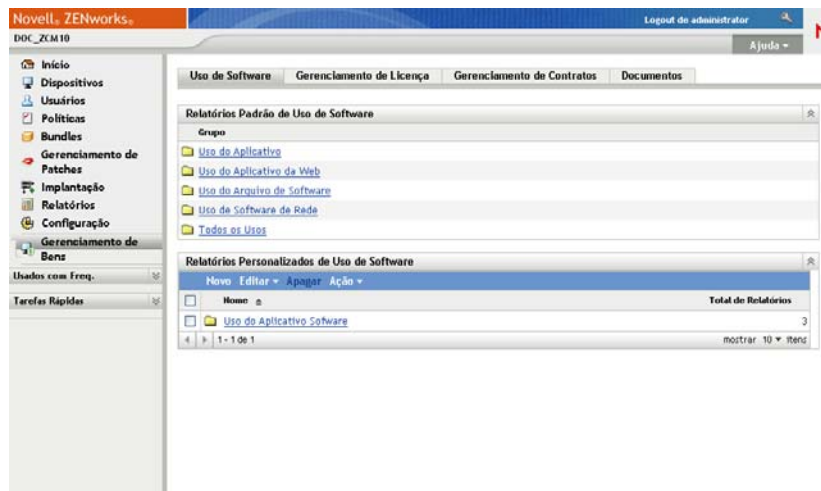 Novell® ZENworks®
Logout do administrator
DOC_ZCM10
Ajuda
Início
Dispositivos
Usuários
Políticas
Bundles
Gerenciamento de
Patches
Implantação
Relatórios
Configuração
Gerenciamento de
Bens
Usados com Freq.
Tarefas Rápidas
Uso de Software
Gerenciamento de Licença
Gerenciamento de Contratos
Documentos
Relatórios Padrão de Uso de Software
Grupo
Uso do Aplicativo
Uso do Aplicativo da Web
Uso do Arquivo de Software
Uso de Software de Rede
Todos os Usos
Relatórios Personalizados de Uso de Software
Novo Editar Apagar Ação
Nome Total de Relatórios
Uso do Aplicativo Sofware 3
1 - 1 de 1 mostrar 10 itens